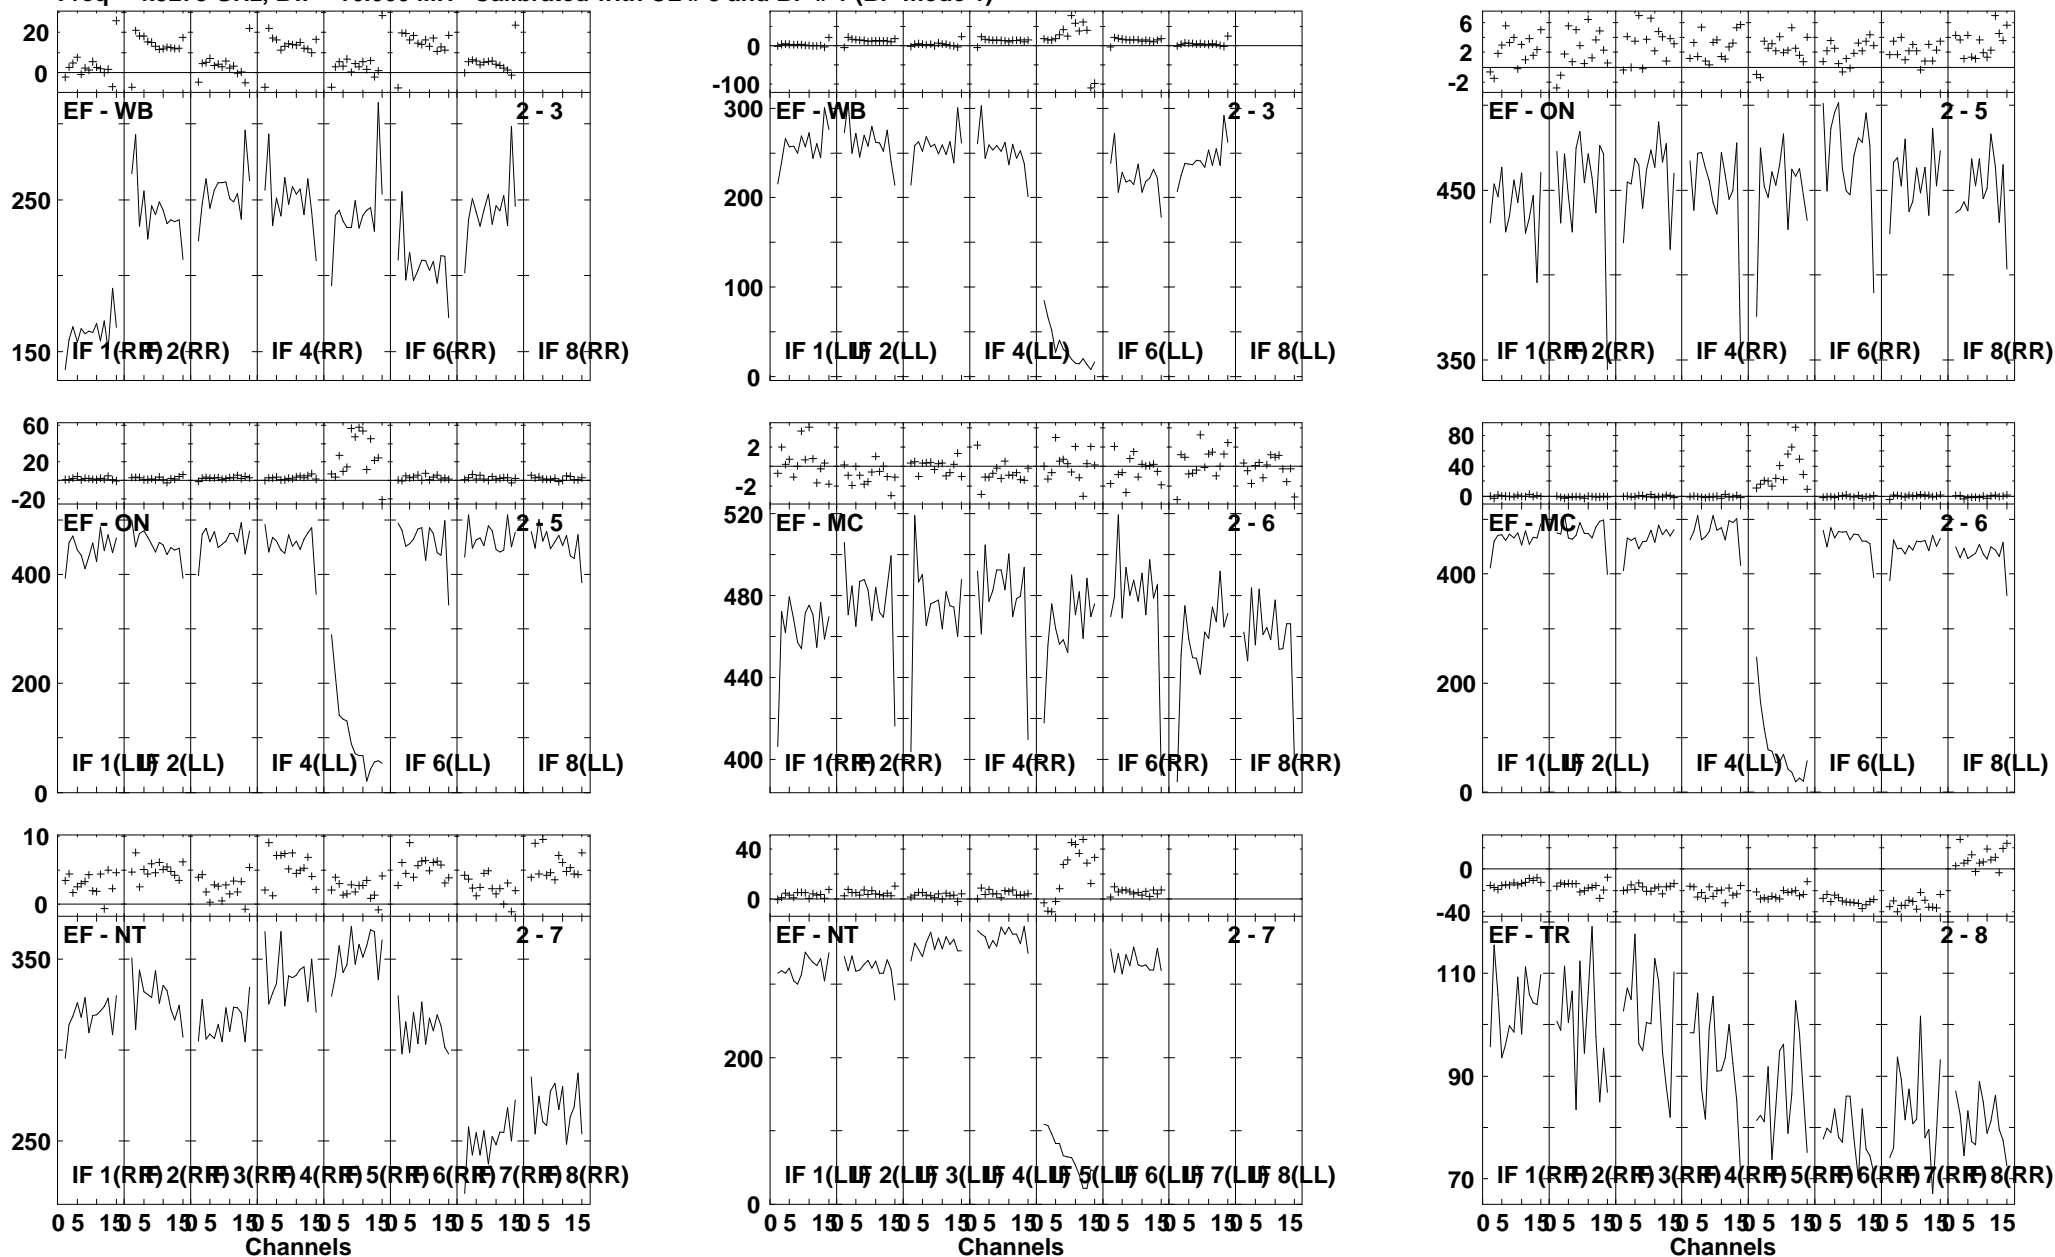 20
0
EF - WB 2 - 3
250
150
IF 1(RR) IF 2(RR) IF 4(RR) IF 6(RR) IF 8(RR)
0
-100
300
EF - WB 2 - 3
200
100
0
IF 1(LL) IF 2(LL) IF 4(LL) IF 6(LL) IF 8(LL)
6
2
-2
EF - ON 2 - 5
450
350
IF 1(RR) IF 2(RR) IF 4(RR) IF 6(RR) IF 8(RR)
60
20
-20
EF - ON 2 - 5
400
200
0
IF 1(LL) IF 2(LL) IF 4(LL) IF 6(LL) IF 8(LL)
2
-2
520
EF - MC 2 - 6
480
440
400
IF 1(RR) IF 2(RR) IF 4(RR) IF 6(RR) IF 8(RR)
80
40
0
EF - MC 2 - 6
400
200
0
IF 1(LL) IF 2(LL) IF 4(LL) IF 6(LL) IF 8(LL)
10
0
EF - NT 2 - 7
350
250
IF 1(RR) IF 2(RR) IF 3(RR) IF 4(RR) IF 5(RR) IF 6(RR) IF 7(RR) IF 8(RR)
0 5 15 0 5 15 0 5 15 0 5 15
Channels
40
0
EF - NT 2 - 7
200
0
IF 1(LL) IF 2(LL) IF 3(LL) IF 4(LL) IF 5(LL) IF 6(LL) IF 7(LL) IF 8(LL)
0 5 15 0 5 15 0 5 15 0 5 15
Channels
0
-40
EF - TR 2 - 8
110
90
70
IF 1(RR) IF 2(RR) IF 3(RR) IF 4(RR) IF 5(RR) IF 6(RR) IF 7(RR) IF 8(RR)
0 5 15 0 5 15 0 5 15 0 5 15
Channels